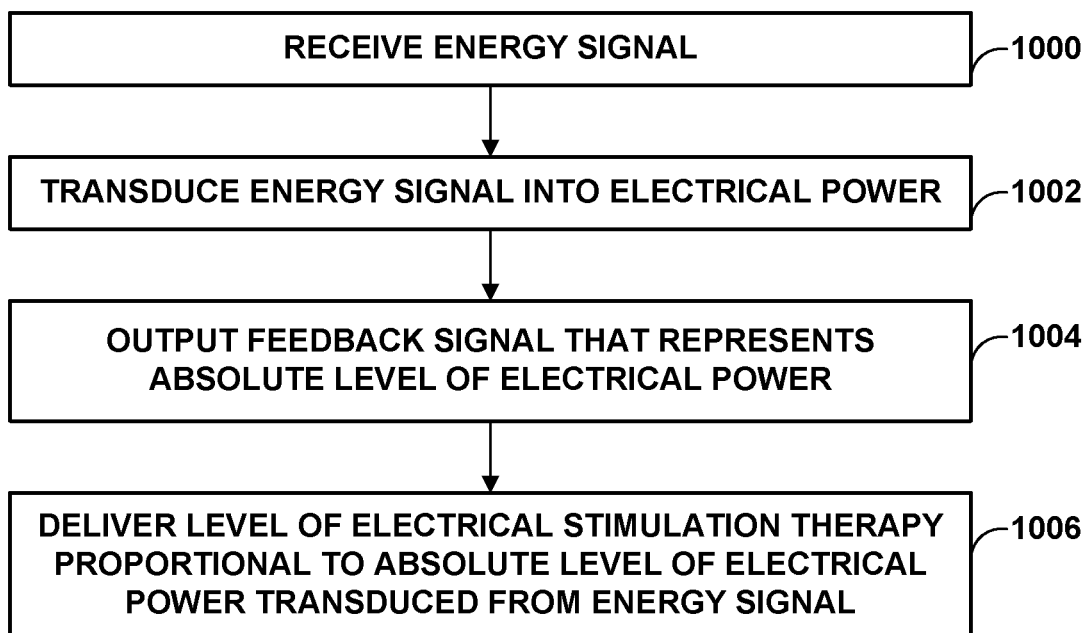 RECEIVE ENERGY SIGNAL
1000
TRANSDUCE ENERGY SIGNAL INTO ELECTRICAL POWER
1002
OUTPUT FEEDBACK SIGNAL THAT REPRESENTS
ABSOLUTE LEVEL OF ELECTRICAL POWER
1004
DELIVER LEVEL OF ELECTRICAL STIMULATION THERAPY
PROPORTIONAL TO ABSOLUTE LEVEL OF ELECTRICAL
POWER TRANSDUCED FROM ENERGY SIGNAL
1006